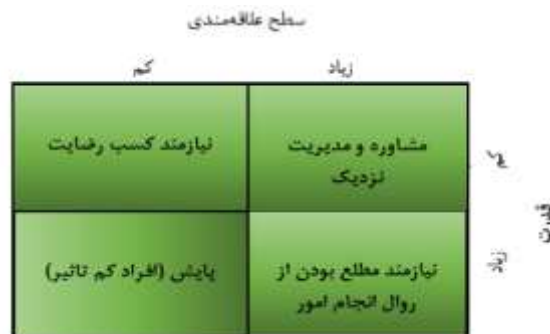 سطح علاقه‌مندی
زیاد
کم
مشاوره و مدیریت
نزدیک
نیازمند کسب رضایت
کم
قدرت
زیاد
نیازمند مطلع بودن از
روال انجام امور
پایش (افراد کم تاثیر)